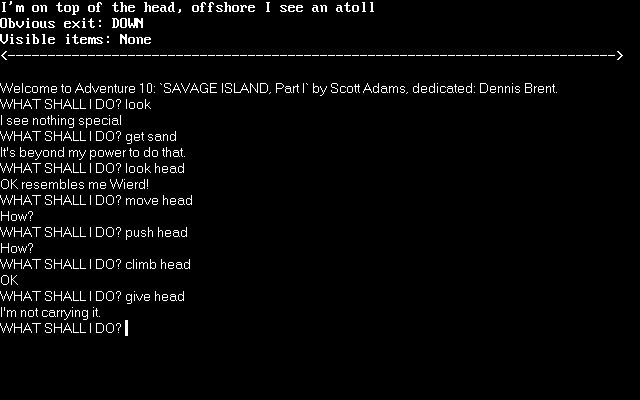 I'm on top of the head, offshore I see an atoll
Obvious exit: DOWN
Visible items: None
<----------------------------------------------------------------------------->
Welcome to Adventure 10: `SAVAGE ISLAND, Part I` by Scott Adams, dedicated: Dennis Brent.
WHAT SHALL I DO? look
I see nothing special
WHAT SHALL I DO? get sand
It's beyond my power to do that.
WHAT SHALL I DO? look head
OK resembles me Wierd!
WHAT SHALL I DO? move head
How?
WHAT SHALL I DO? push head
How?
WHAT SHALL I DO? climb head
OK
WHAT SHALL I DO? give head
I'm not carrying it.
WHAT SHALL I DO?